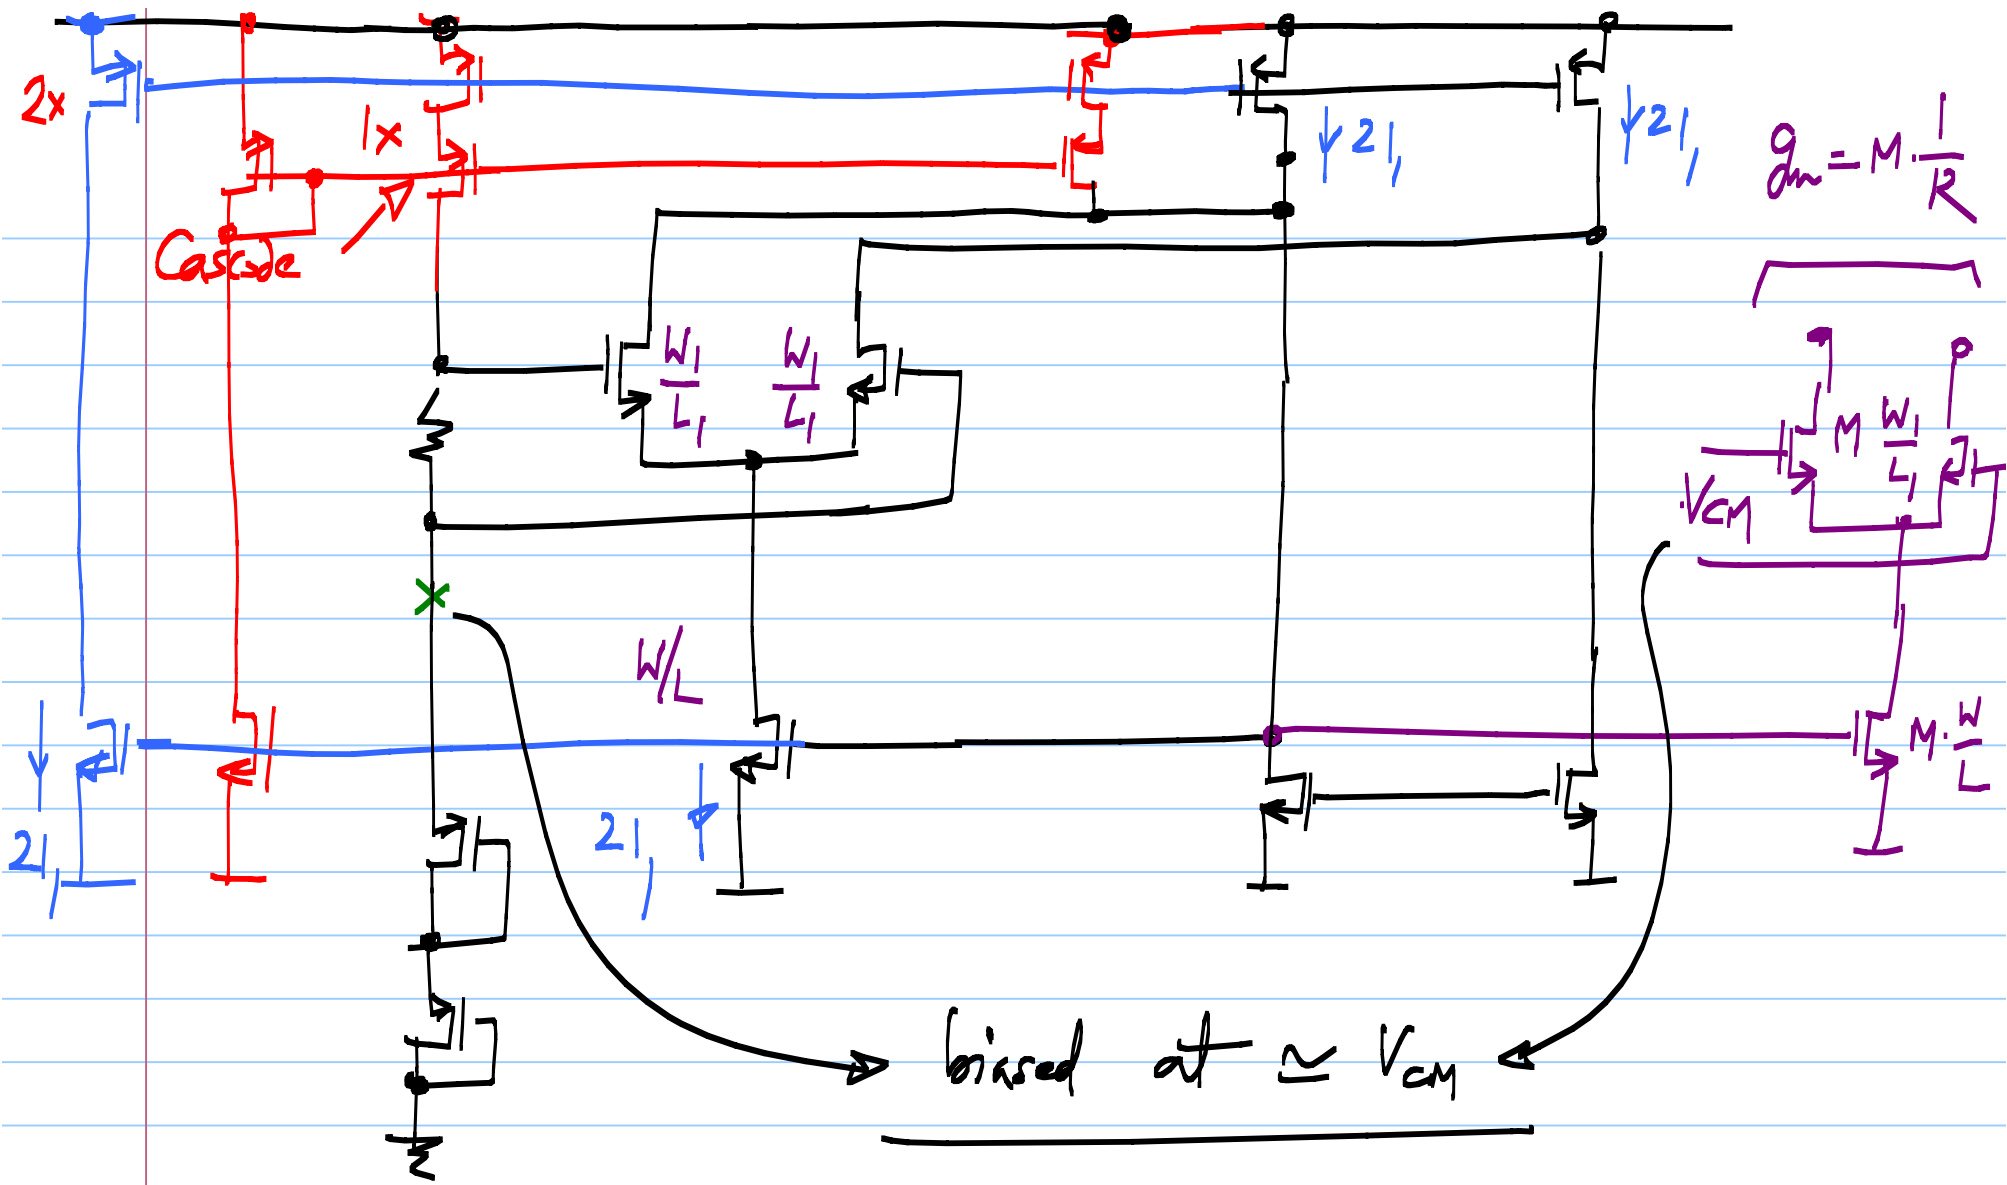 2x
1x
Cascode
↓ 2I₁
↓ 2I₁
gm = M · 1/R
W₁/L₁
W₁/L₁
M W₁/L₁
VCM
W/L
M · W/L
2I₁
2I₁
biased at ≃ VCM